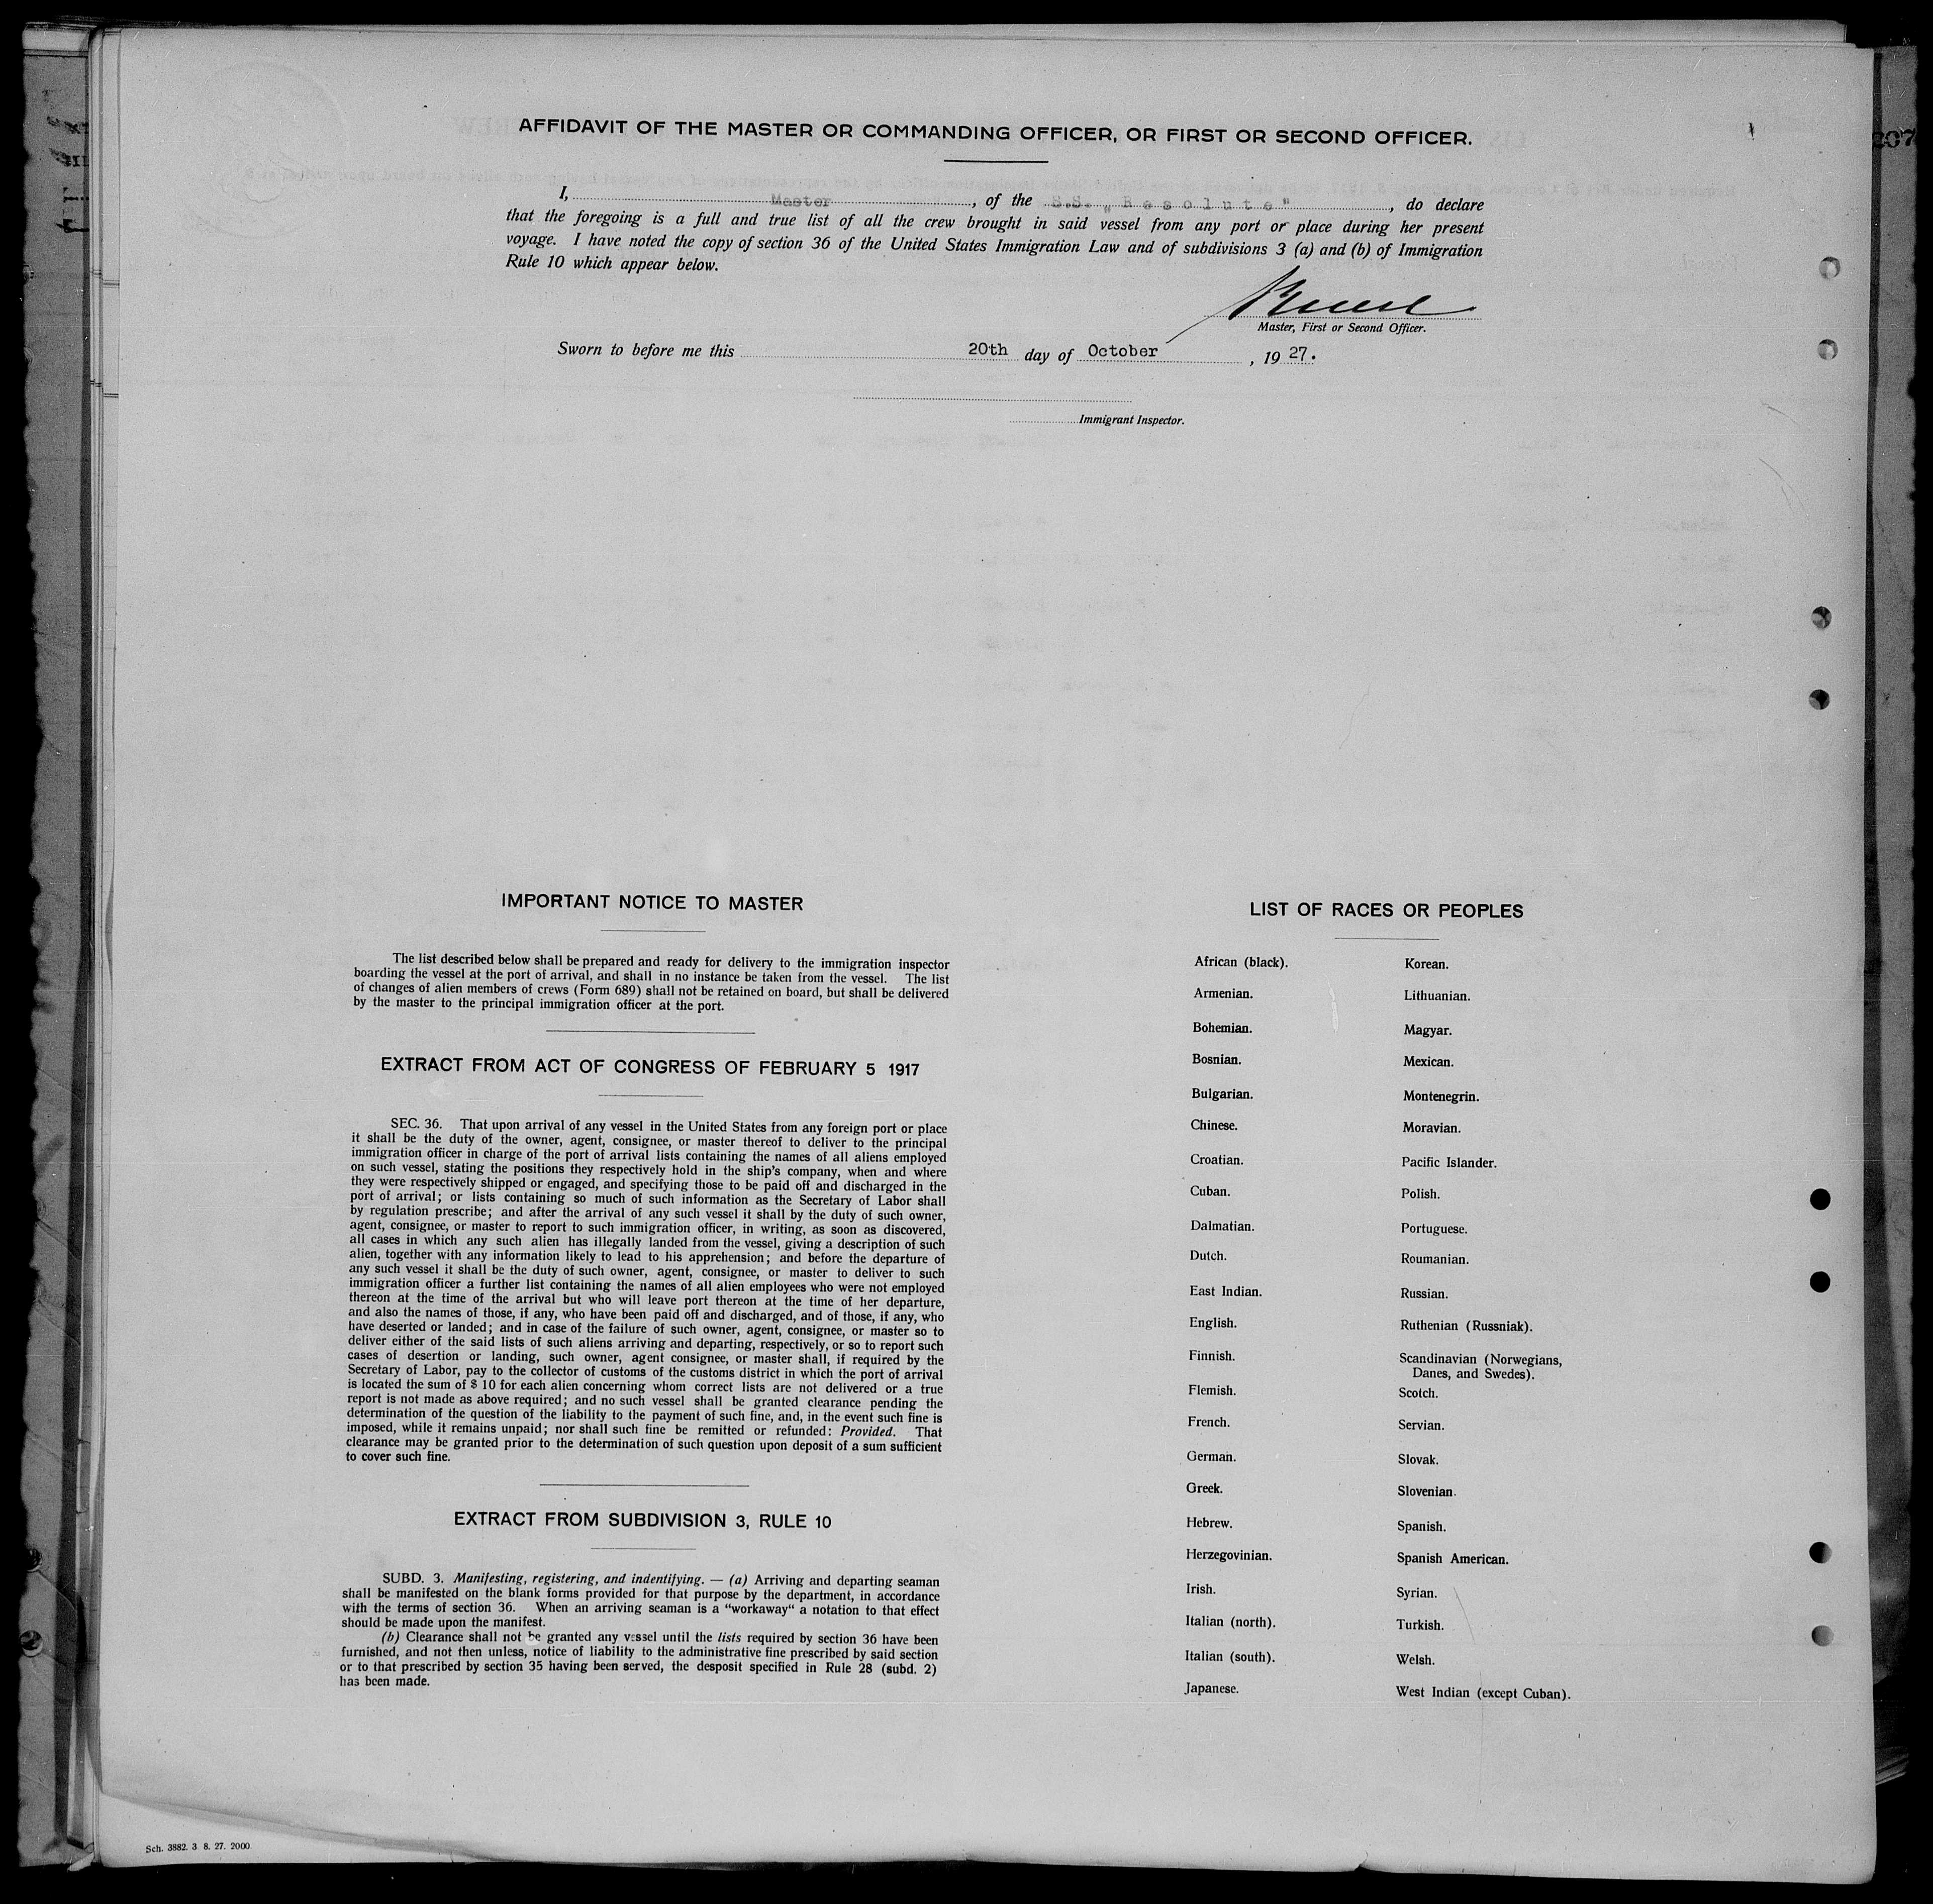 AFFIDAVIT OF THE MASTER OR COMMANDING OFFICER, OR FIRST OR SECOND OFFICER.
I, Master, of the S.S. „Resolute", do declare
that the foregoing is a full and true list of all the crew brought in said vessel from any port or place during her present
voyage. I have noted the copy of section 36 of the United States Immigration Law and of subdivisions 3 (a) and (b) of Immigration
Rule 10 which appear below.
Master, First or Second Officer.
Sworn to before me this 20th day of October, 1927.
Immigrant Inspector.
IMPORTANT NOTICE TO MASTER
The list described below shall be prepared and ready for delivery to the immigration inspector
boarding the vessel at the port of arrival, and shall in no instance be taken from the vessel. The list
of changes of alien members of crews (Form 689) shall not be retained on board, but shall be delivered
by the master to the principal immigration officer at the port.
EXTRACT FROM ACT OF CONGRESS OF FEBRUARY 5 1917
SEC. 36. That upon arrival of any vessel in the United States from any foreign port or place
it shall be the duty of the owner, agent, consignee, or master thereof to deliver to the principal
immigration officer in charge of the port of arrival lists containing the names of all aliens employed
on such vessel, stating the positions they respectively hold in the ship's company, when and where
they were respectively shipped or engaged, and specifying those to be paid off and discharged in the
port of arrival; or lists containing so much of such information as the Secretary of Labor shall
by regulation prescribe; and after the arrival of any such vessel it shall by the duty of such owner,
agent, consignee, or master to report to such immigration officer, in writing, as soon as discovered,
all cases in which any such alien has illegally landed from the vessel, giving a description of such
alien, together with any information likely to lead to his apprehension; and before the departure of
any such vessel it shall be the duty of such owner, agent, consignee, or master to deliver to such
immigration officer a further list containing the names of all alien employees who were not employed
thereon at the time of the arrival but who will leave port thereon at the time of her departure,
and also the names of those, if any, who have been paid off and discharged, and of those, if any, who
have deserted or landed; and in case of the failure of such owner, agent, consignee, or master so to
deliver either of the said lists of such aliens arriving and departing, respectively, or so to report such
cases of desertion or landing, such owner, agent consignee, or master shall, if required by the
Secretary of Labor, pay to the collector of customs of the customs district in which the port of arrival
is located the sum of $ 10 for each alien concerning whom correct lists are not delivered or a true
report is not made as above required; and no such vessel shall be granted clearance pending the
determination of the question of the liability to the payment of such fine, and, in the event such fine is
imposed, while it remains unpaid; nor shall such fine be remitted or refunded: Provided. That
clearance may be granted prior to the determination of such question upon deposit of a sum sufficient
to cover such fine.
EXTRACT FROM SUBDIVISION 3, RULE 10
SUBD. 3. Manifesting, registering, and indentifying. — (a) Arriving and departing seaman
shall be manifested on the blank forms provided for that purpose by the department, in accordance
with the terms of section 36. When an arriving seaman is a "workaway" a notation to that effect
should be made upon the manifest.
(b) Clearance shall not be granted any vessel until the lists required by section 36 have been
furnished, and not then unless, notice of liability to the administrative fine prescribed by said section
or to that prescribed by section 35 having been served, the desposit specified in Rule 28 (subd. 2)
has been made.
LIST OF RACES OR PEOPLES
African (black).
Armenian.
Bohemian.
Bosnian.
Bulgarian.
Chinese.
Croatian.
Cuban.
Dalmatian.
Dutch.
East Indian.
English.
Finnish.
Flemish.
French.
German.
Greek.
Hebrew.
Herzegovinian.
Irish.
Italian (north).
Italian (south).
Japanese.
Korean.
Lithuanian.
Magyar.
Mexican.
Montenegrin.
Moravian.
Pacific Islander.
Polish.
Portuguese.
Roumanian.
Russian.
Ruthenian (Russniak).
Scandinavian (Norwegians,
Danes, and Swedes).
Scotch.
Servian.
Slovak.
Slovenian.
Spanish.
Spanish American.
Syrian.
Turkish.
Welsh.
West Indian (except Cuban).
Sch. 3882. 3 8. 27. 2000